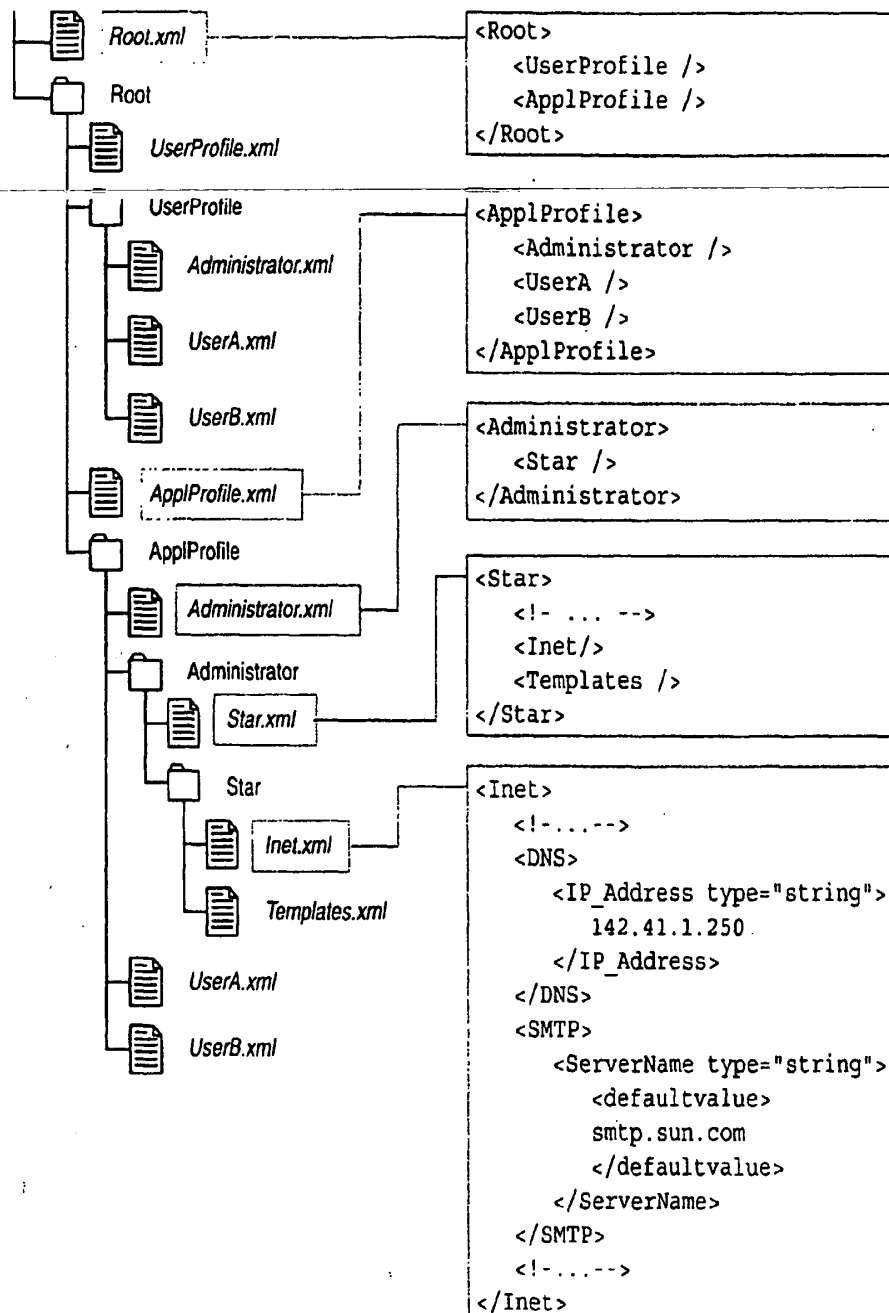 Root.xml
Root
UserProfile.xml
UserProfile
Administrator.xml
UserA.xml
UserB.xml
ApplProfile.xml
ApplProfile
Administrator.xml
Administrator
Star.xml
Star
Inet.xml
Templates.xml
UserA.xml
UserB.xml
<Root>
<UserProfile />
<ApplProfile />
</Root>
<ApplProfile>
<Administrator />
<UserA />
<UserB />
</ApplProfile>
<Administrator>
<Star />
</Administrator>
<Star>
<!- ... -->
<Inet/>
<Templates />
</Star>
<Inet>
<!-...-->
<DNS>
<IP_Address type="string">
142.41.1.250
</IP_Address>
</DNS>
<SMTP>
<ServerName type="string">
<defaultvalue>
smtp.sun.com
</defaultvalue>
</ServerName>
</SMTP>
<!-...-->
</Inet>